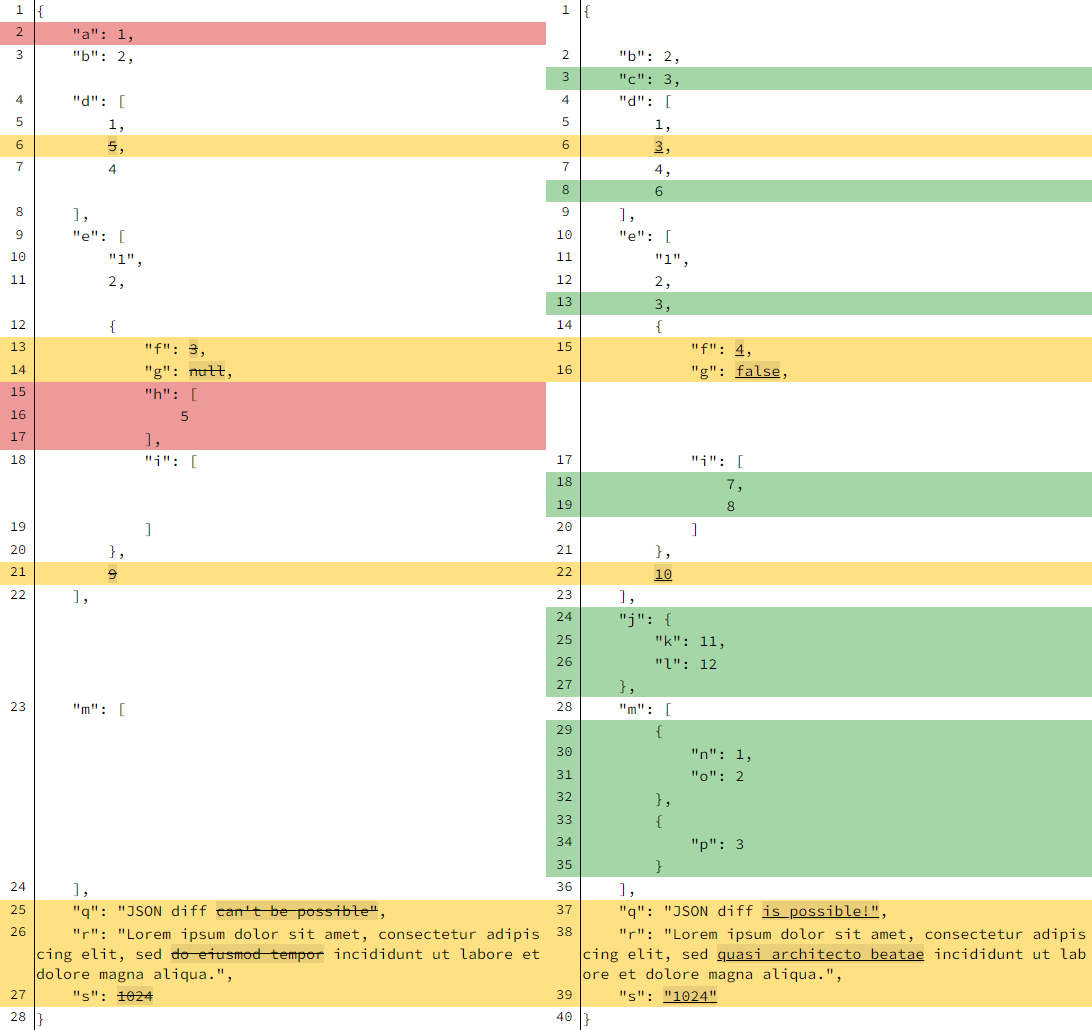 1 {
2 "a": 1,
3 "b": 2,
4 "d": [
5 1,
6 5,
7 4
8 ],
9 "e": [
10 "1",
11 2,
12 {
13 "f": 3,
14 "g": null,
15 "h": [
16 5
17 ],
18 "i": [
19 ]
20 },
21 9
22 ],
23 "m": [
24 ],
25 "q": "JSON diff can't be possible",
26 "r": "Lorem ipsum dolor sit amet, consectetur adipis
cing elit, sed do eiusmod tempor incididunt ut labore et
dolore magna aliqua.",
27 "s": 1024
28 }
1 {
2 "b": 2,
3 "c": 3,
4 "d": [
5 1,
6 3,
7 4,
8 6
9 ],
10 "e": [
11 "1",
12 2,
13 3,
14 {
15 "f": 4,
16 "g": false,
17 "i": [
18 7,
19 8
20 ]
21 },
22 10
23 ],
24 "j": {
25 "k": 11,
26 "l": 12
27 },
28 "m": [
29 {
30 "n": 1,
31 "o": 2
32 },
33 {
34 "p": 3
35 }
36 ],
37 "q": "JSON diff is possible!",
38 "r": "Lorem ipsum dolor sit amet, consectetur adipis
cing elit, sed quasi architecto beatae incididunt ut lab
ore et dolore magna aliqua.",
39 "s": "1024"
40 }